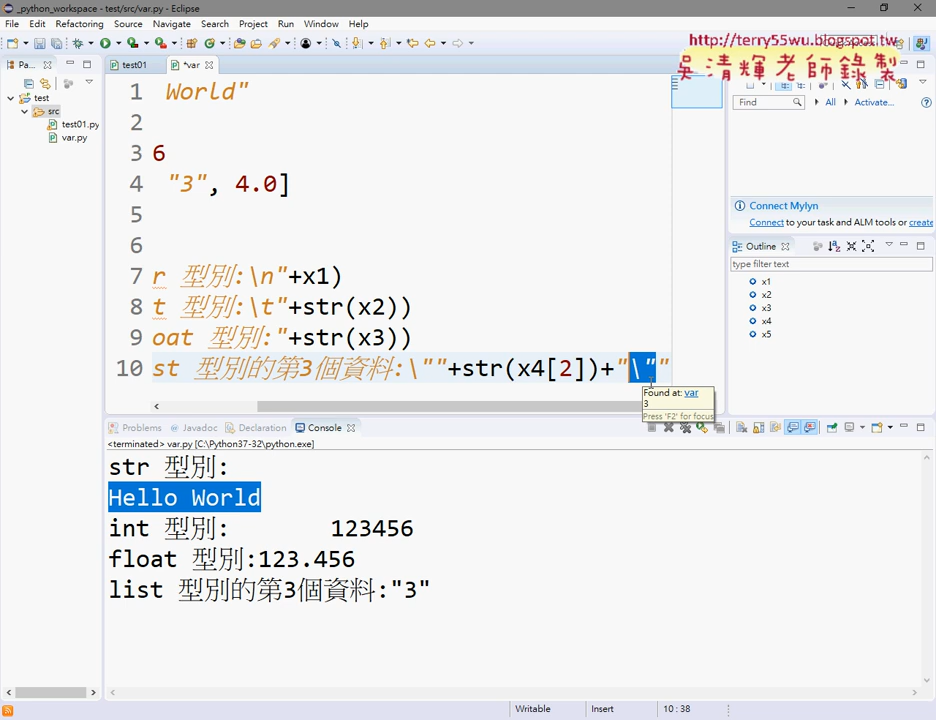 _python_workspace - test/src/var.py - Eclipse
File Edit Refactoring Source Navigate Search Project Run Window Help
http://terry55wu.blogspot.tw
吳清輝老師錄製
Pa...
test01
*var
test
src
test01.py
var.py
1 World"
2
3 6
4 "3", 4.0]
5
6
7 r 型別:\n"+x1)
8 t 型別:\t"+str(x2))
9 oat 型別:"+str(x3))
10 st 型別的第3個資料:\""+str(x4[2])+"\""
Found at: var
3
Press 'F2' for focus
Find All Activate...
Connect Mylyn
Connect to your task and ALM tools or create
Outline
type filter text
x1
x2
x3
x4
x5
Problems Javadoc Declaration Console
<terminated> var.py [C:\Python37-32\python.exe]
str 型別:
Hello World
int 型別: 123456
float 型別:123.456
list 型別的第3個資料:"3"
Writable Insert 10 : 38